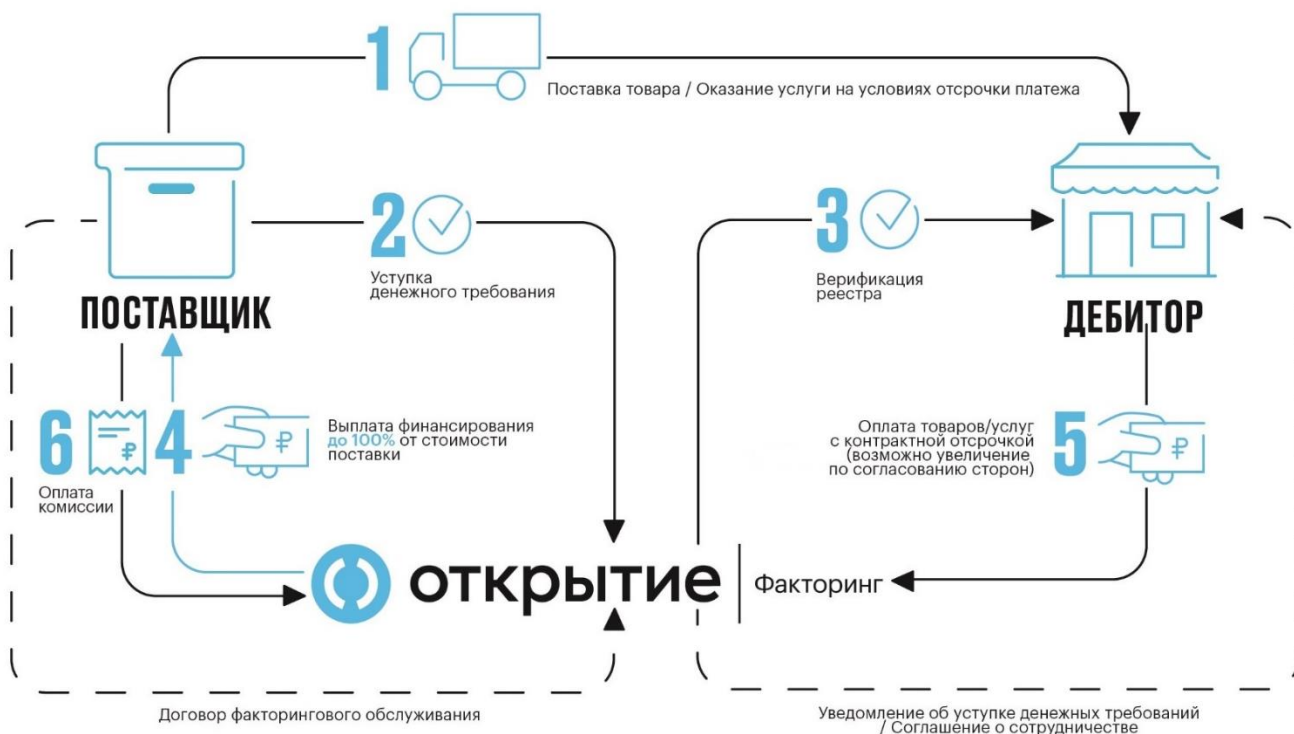 1
Поставка товара / Оказание услуги на условиях отсрочки платежа
2
Уступка
денежного требования
3
Верификация
реестра
ПОСТАВЩИК
ДЕБИТОР
6
₽
Оплата
комиссии
4
₽
Выплата финансирования
до 100% от стоимости
поставки
Оплата товаров/услуг
с контрактной отсрочкой
(возможно увеличение
по согласованию сторон)
5
₽
открытие
Факторинг
Договор факторингового обслуживания
Уведомление об уступке денежных требований
/ Соглашение о сотрудничестве